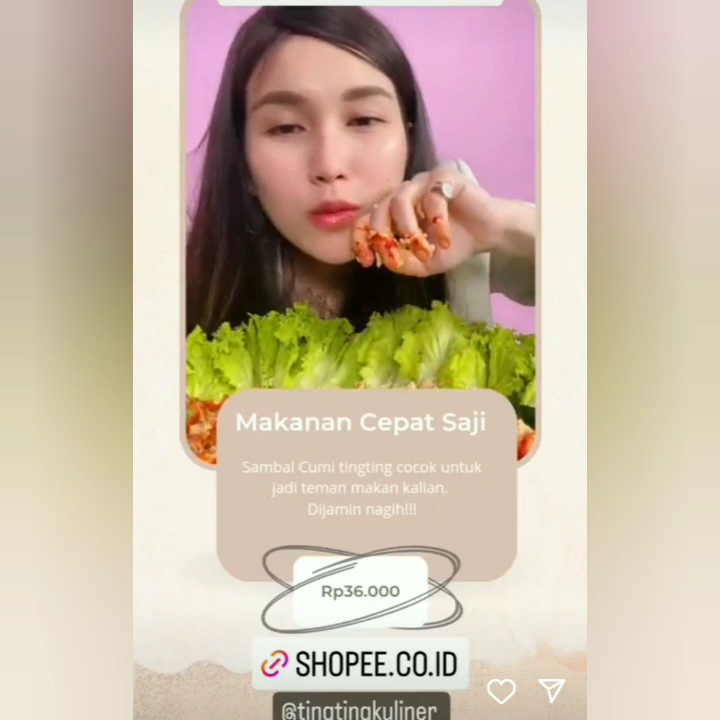 Makanan Cepat Saji
Sambal Cumi tingting cocok untuk
jadi teman makan kalian.
Dijamin nagih!!!
Rp36.000
SHOPEE.CO.ID
@tingtingkuliner